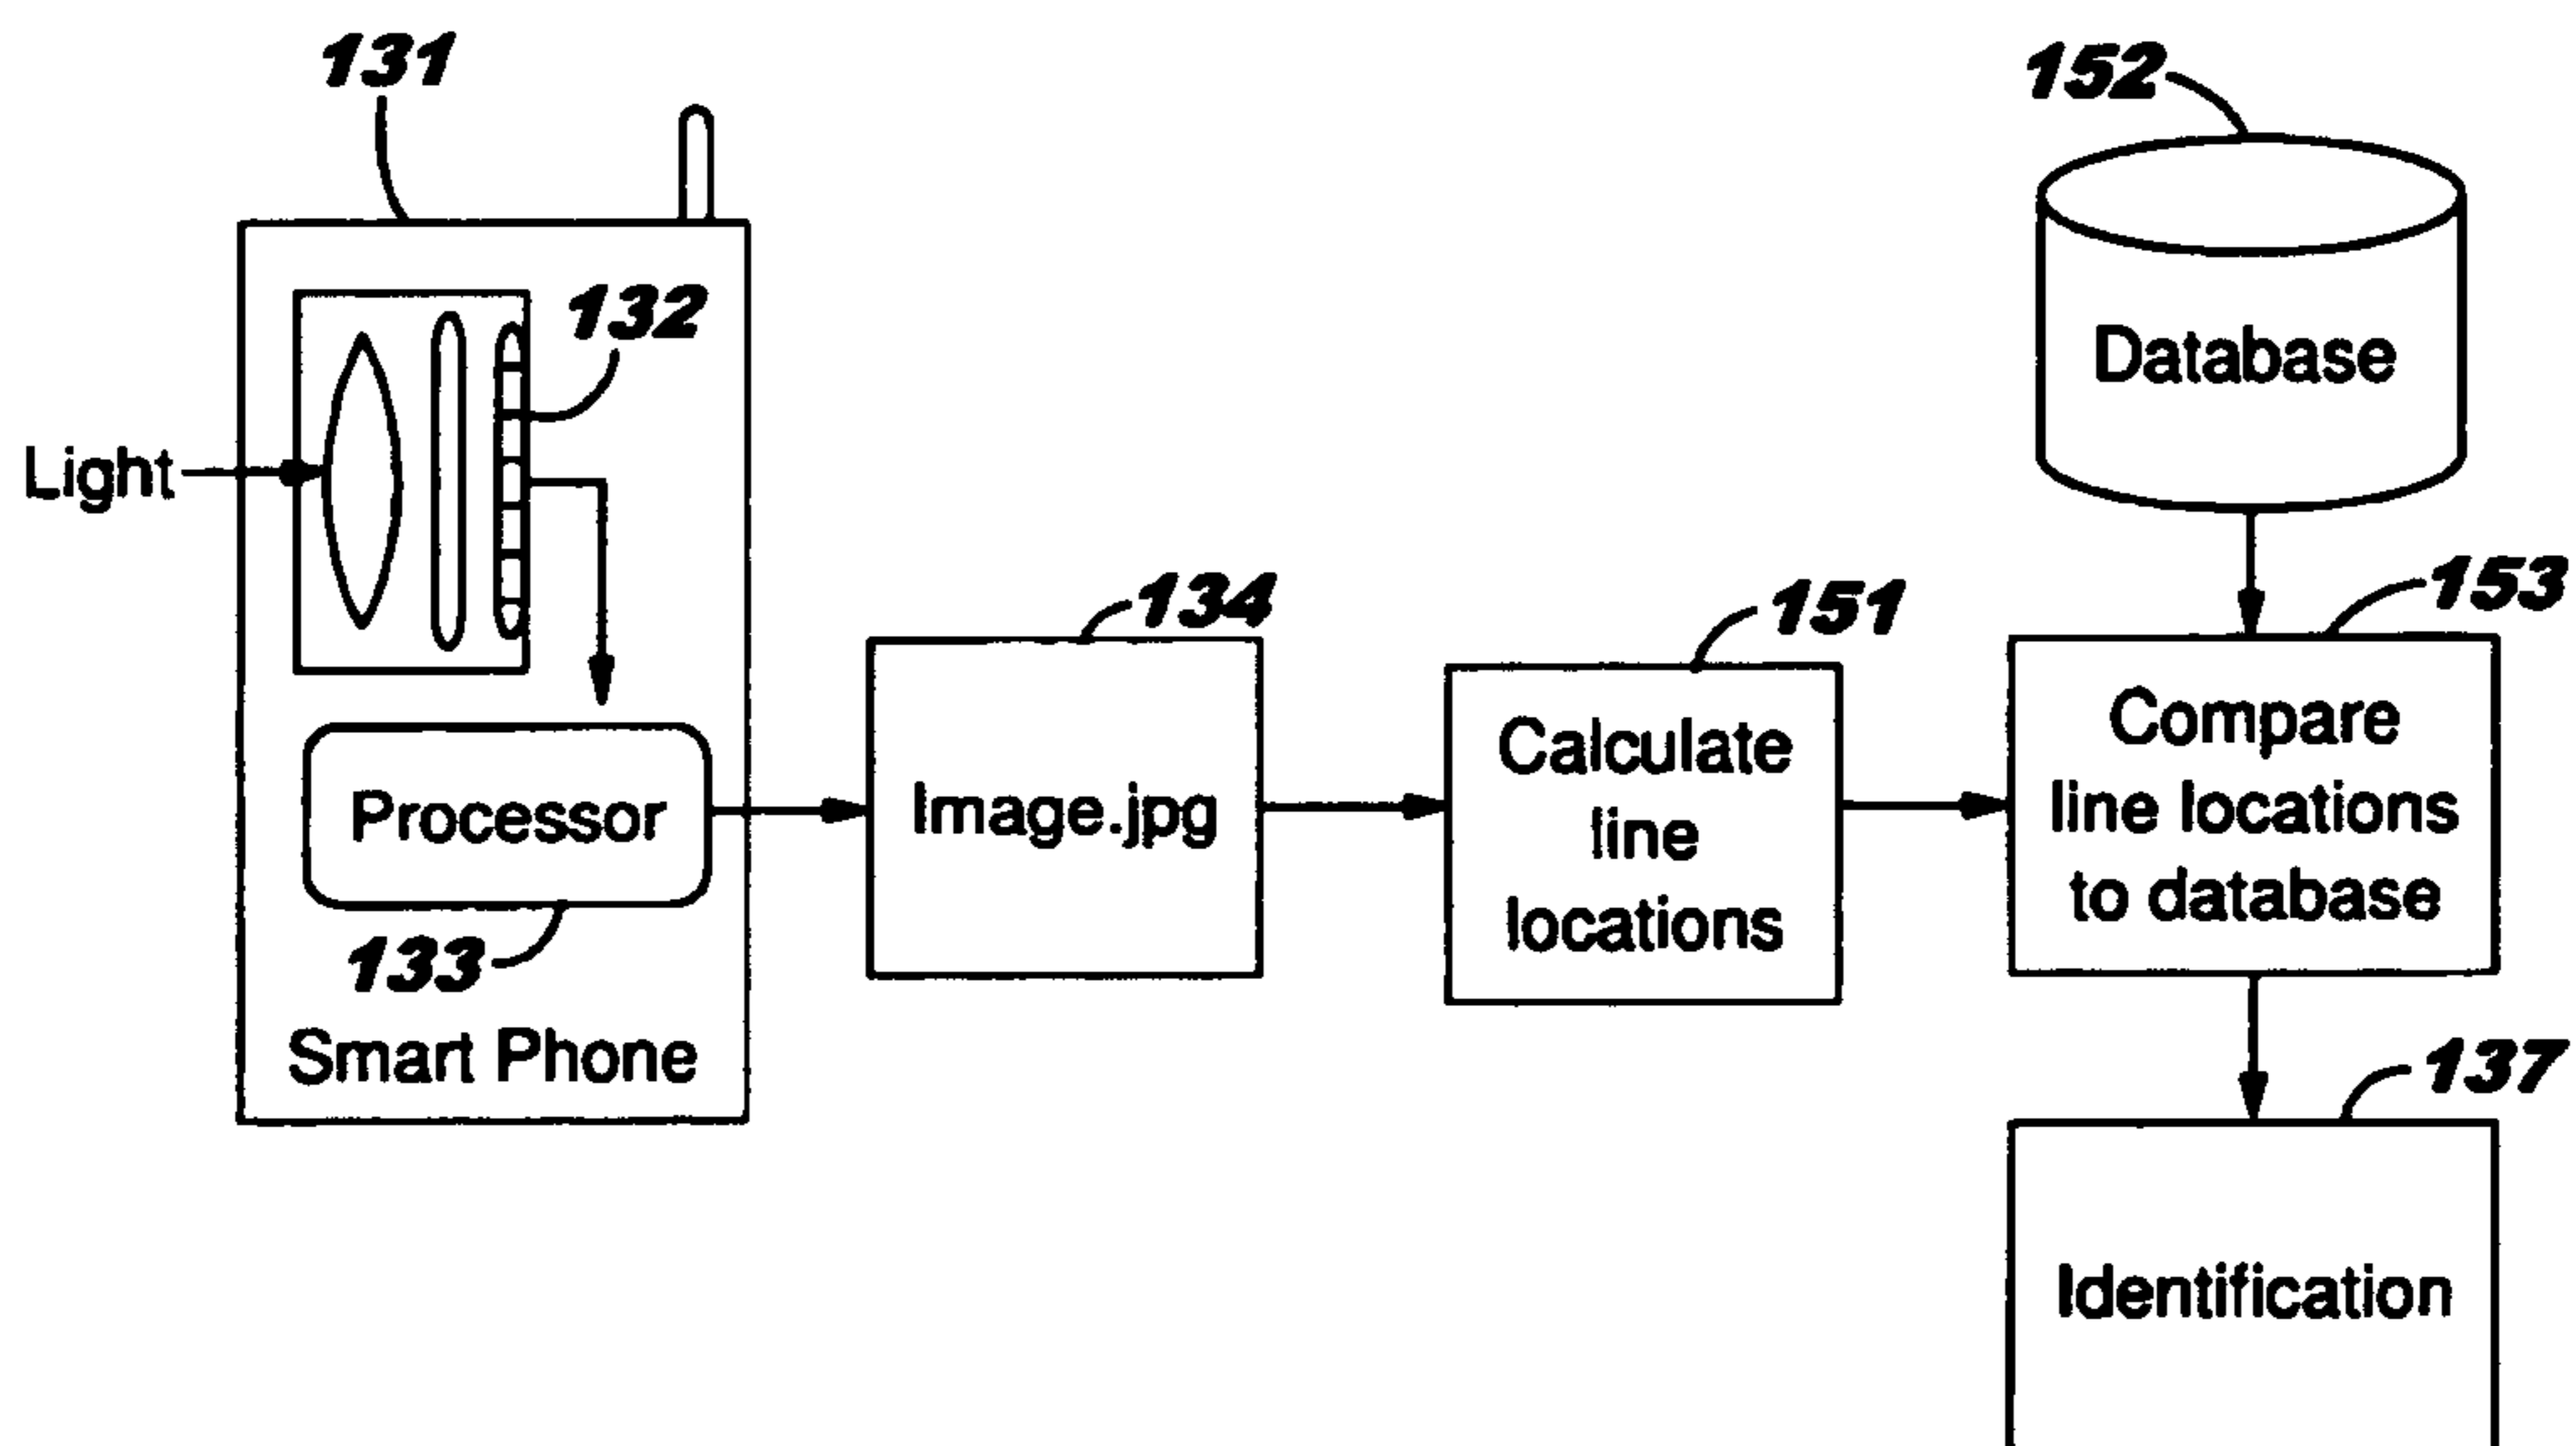 131
152
132
Light
Database
134
151
153
Processor
Image.jpg
Calculate
line
locations
Compare
line locations
to database
133
Smart Phone
137
Identification